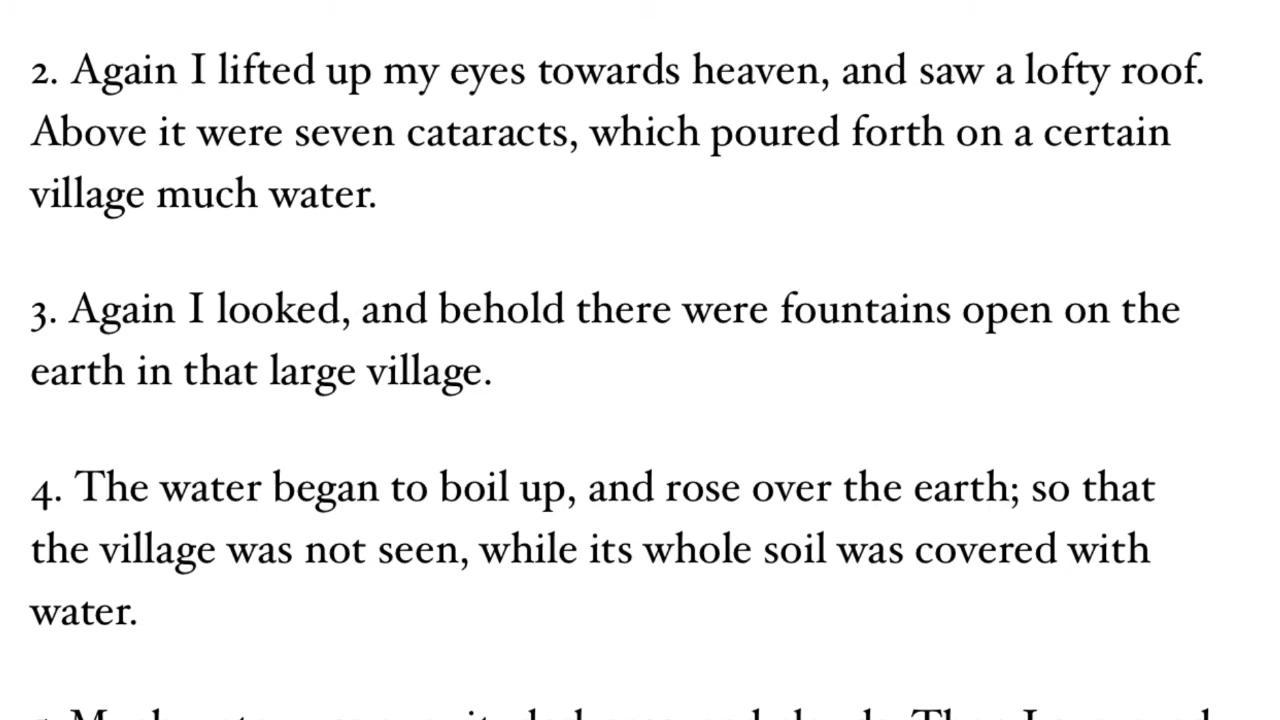 2. Again I lifted up my eyes towards heaven, and saw a lofty roof.
Above it were seven cataracts, which poured forth on a certain
village much water.
3. Again I looked, and behold there were fountains open on the
earth in that large village.
4. The water began to boil up, and rose over the earth; so that
the village was not seen, while its whole soil was covered with
water.